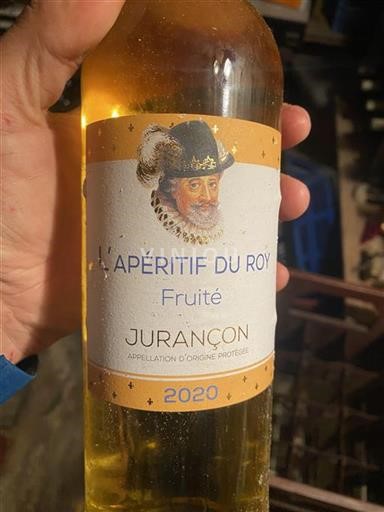 L'APÉRITIF DU ROY
Fruité
JURANÇON
APPELLATION D'ORIGINE PROTÉGÉE
2020